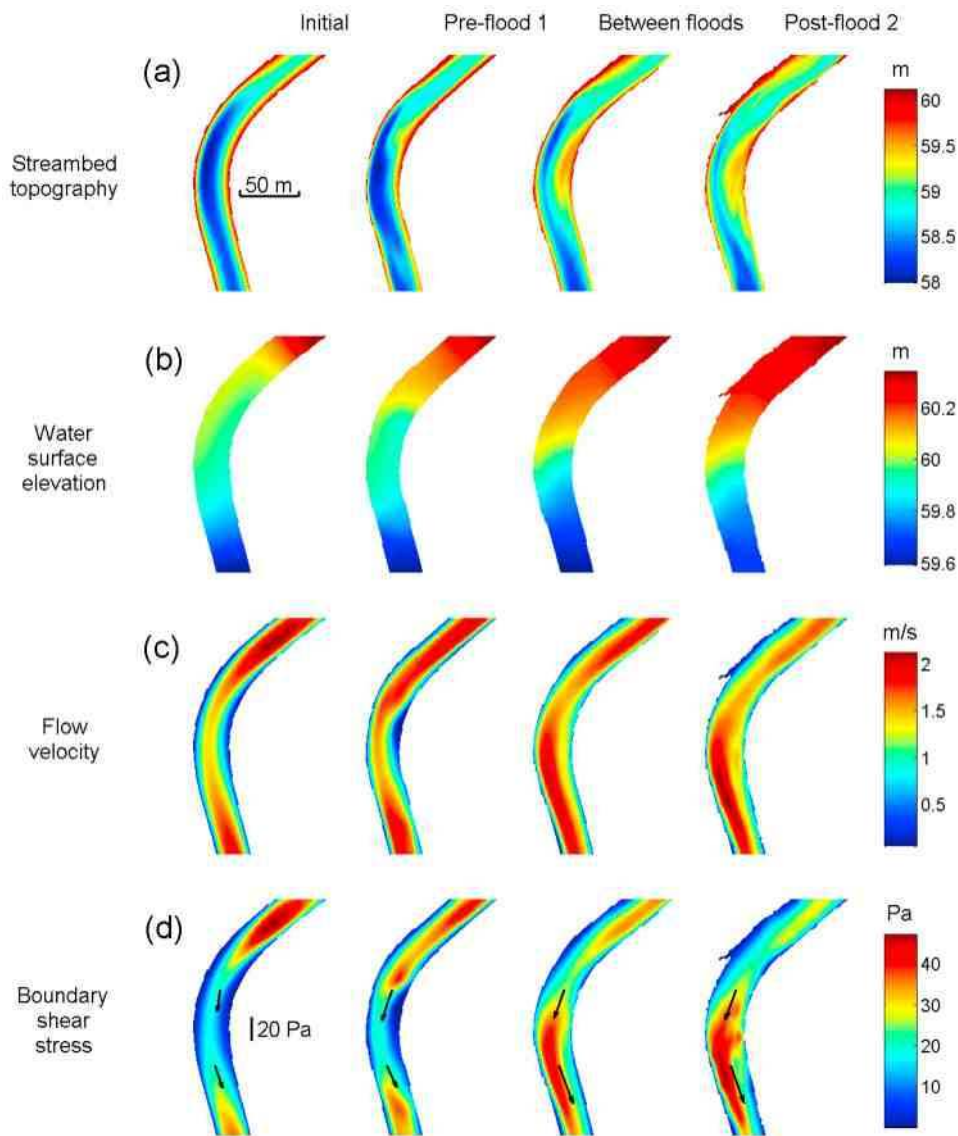 Initial Pre-flood 1 Between floods Post-flood 2
(a)
m
60
59.5
59
58.5
58
Streambed
topography
50 m
(b)
m
60.2
60
59.8
59.6
Water
surface
elevation
(c)
m/s
2
1.5
1
0.5
Flow
velocity
(d)
Pa
40
30
20
10
Boundary
shear
stress
20 Pa